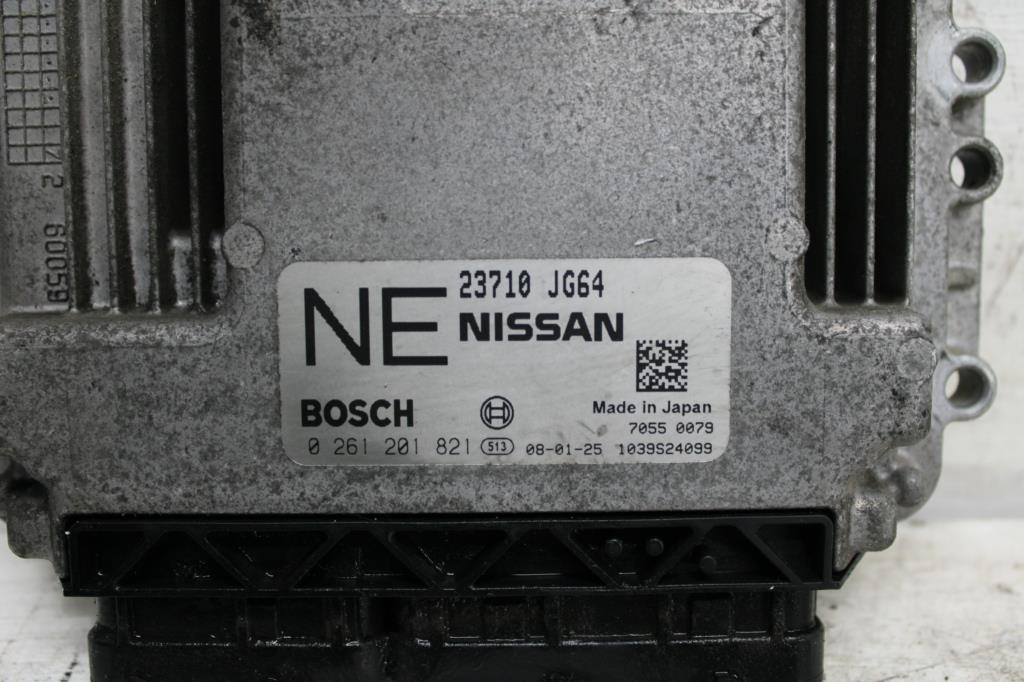 NE
23710 JG64
NISSAN
BOSCH
Made in Japan
7055 0079
0 261 201 821 513 08-01-25 1039S24099
60059
2